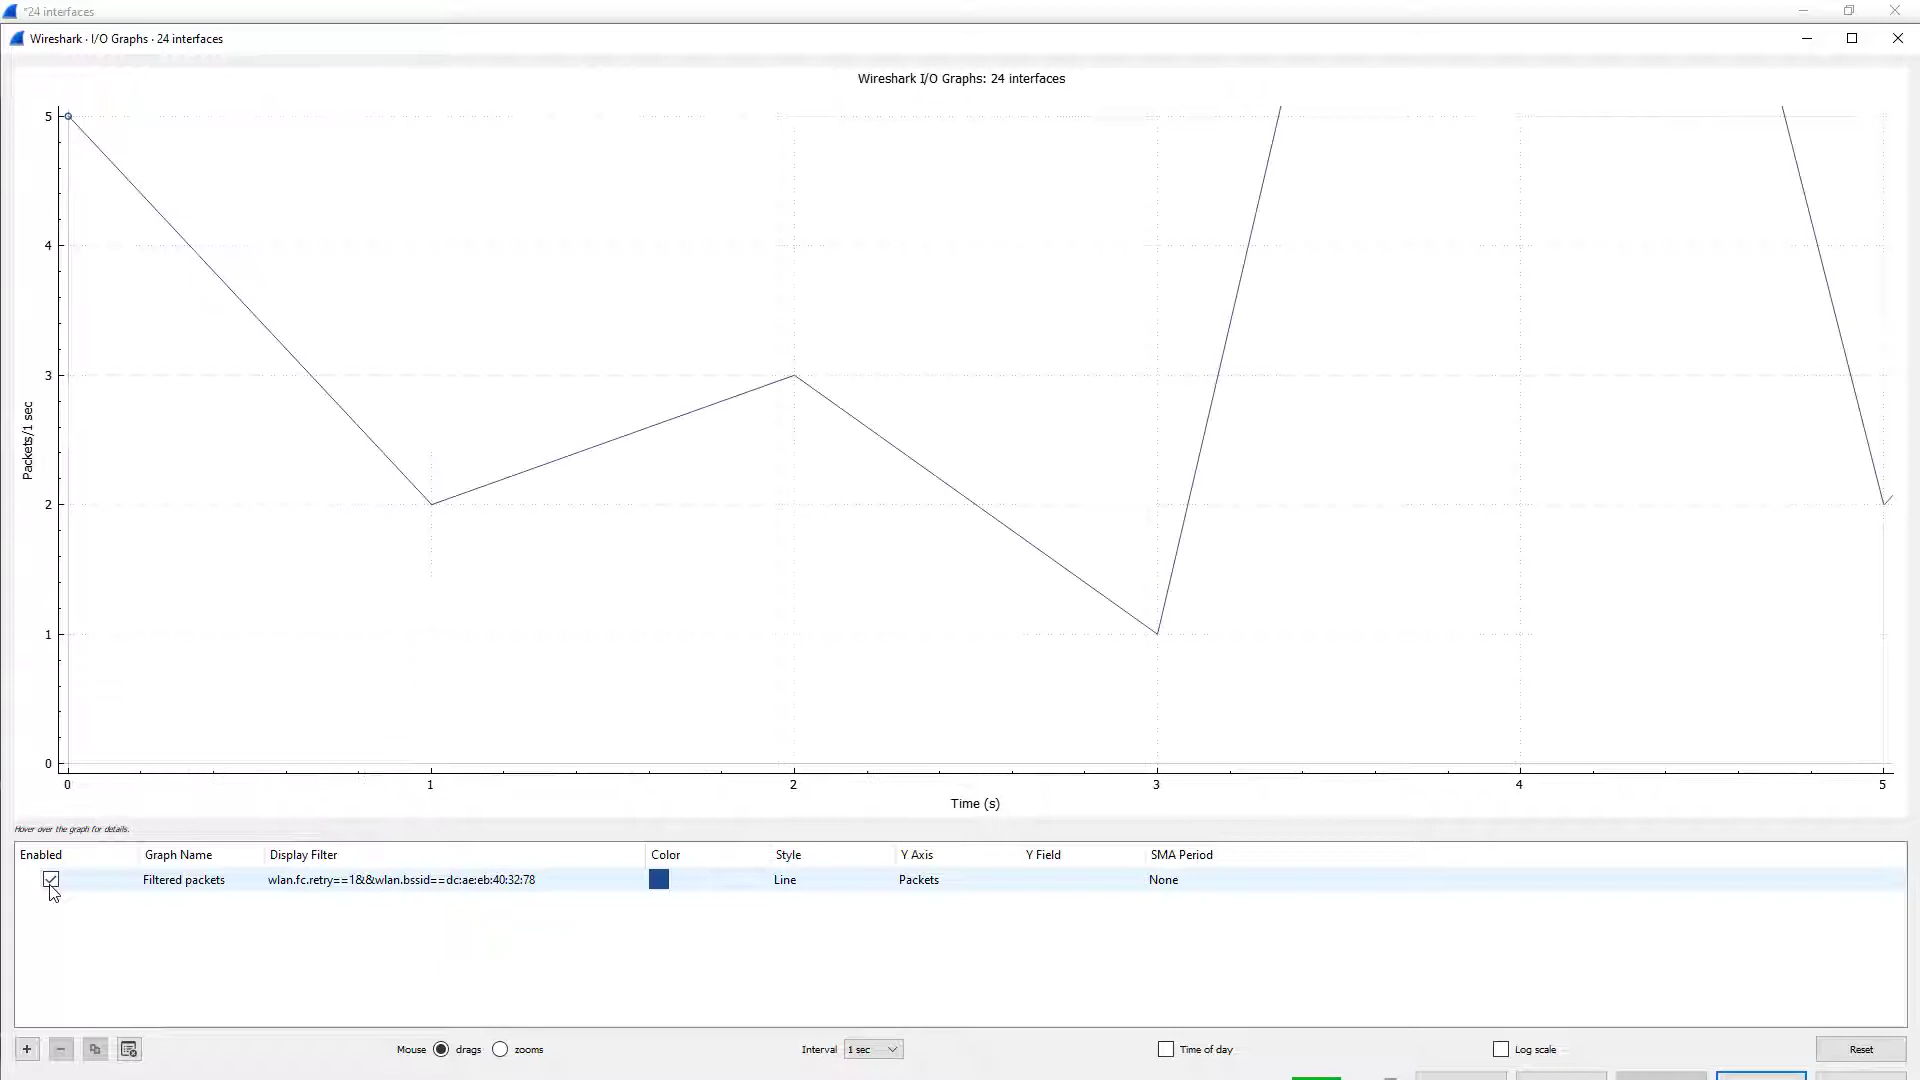 *24 interfaces
Wireshark · I/O Graphs · 24 interfaces
Wireshark I/O Graphs: 24 interfaces
5
4
3
2
1
0
Packets/1 sec
0 1 2 3 4 5
Time (s)
Hover over the graph for details.
Enabled Graph Name Display Filter Color Style Y Axis Y Field SMA Period
Filtered packets wlan.fc.retry==1&&wlan.bssid==dc:ae:eb:40:32:78 Line Packets None
+ − Mouse drags zooms Interval 1 sec Time of day Log scale Reset